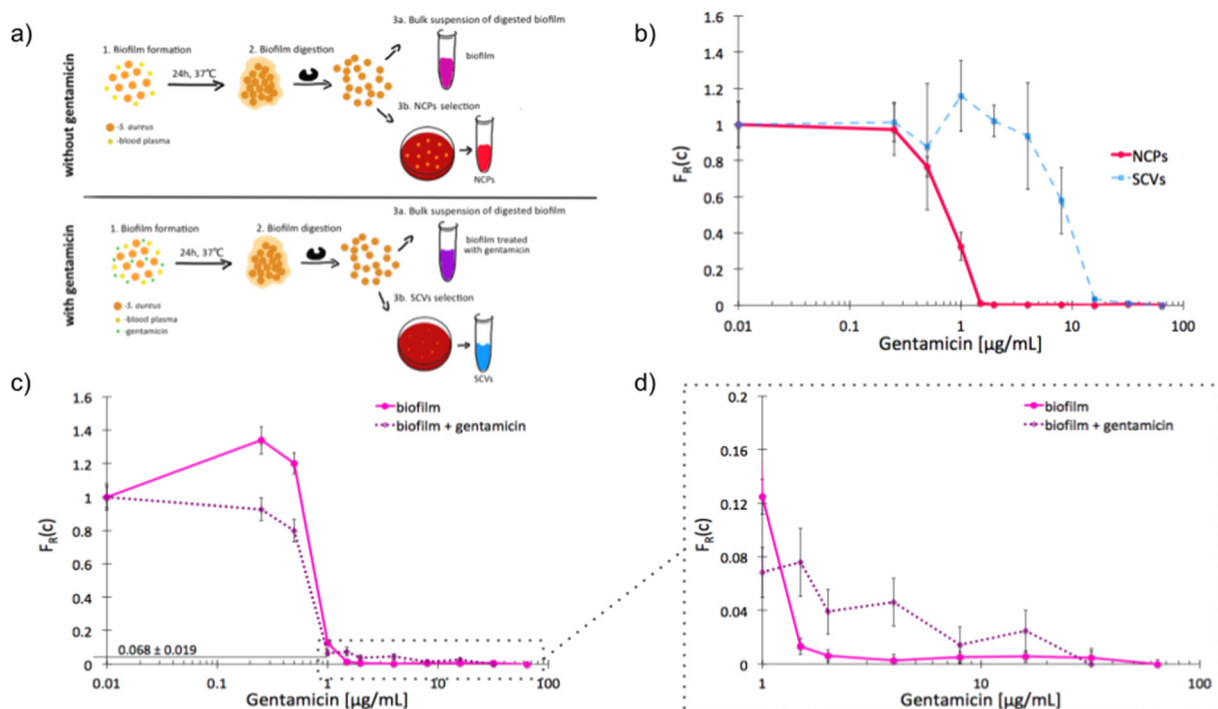 a)
without gentamicin
1. Biofilm formation
24h, 37℃
-S. aureus
-blood plasma
2. Biofilm digestion
3a. Bulk suspension of digested biofilm
biofilm
3b. NCPs selection
NCPs
with gentamicin
1. Biofilm formation
24h, 37℃
-S. aureus
-blood plasma
-gentamicin
2. Biofilm digestion
3a. Bulk suspension of digested biofilm
biofilm treated
with gentamicin
3b. SCVs selection
SCVs
b)
1.6
1.4
1.2
1
0.8
0.6
0.4
0.2
0
FR(c)
0.01
0.1
1
10
100
Gentamicin [µg/mL]
NCPs
SCVs
c)
1.6
1.4
1.2
1
0.8
0.6
0.4
0.2
0
FR(c)
0.068 ± 0.019
0.01
0.1
1
10
100
Gentamicin [µg/mL]
biofilm
biofilm + gentamicin
d)
0.2
0.16
0.12
0.08
0.04
0
FR(c)
1
10
100
Gentamicin [µg/mL]
biofilm
biofilm + gentamicin